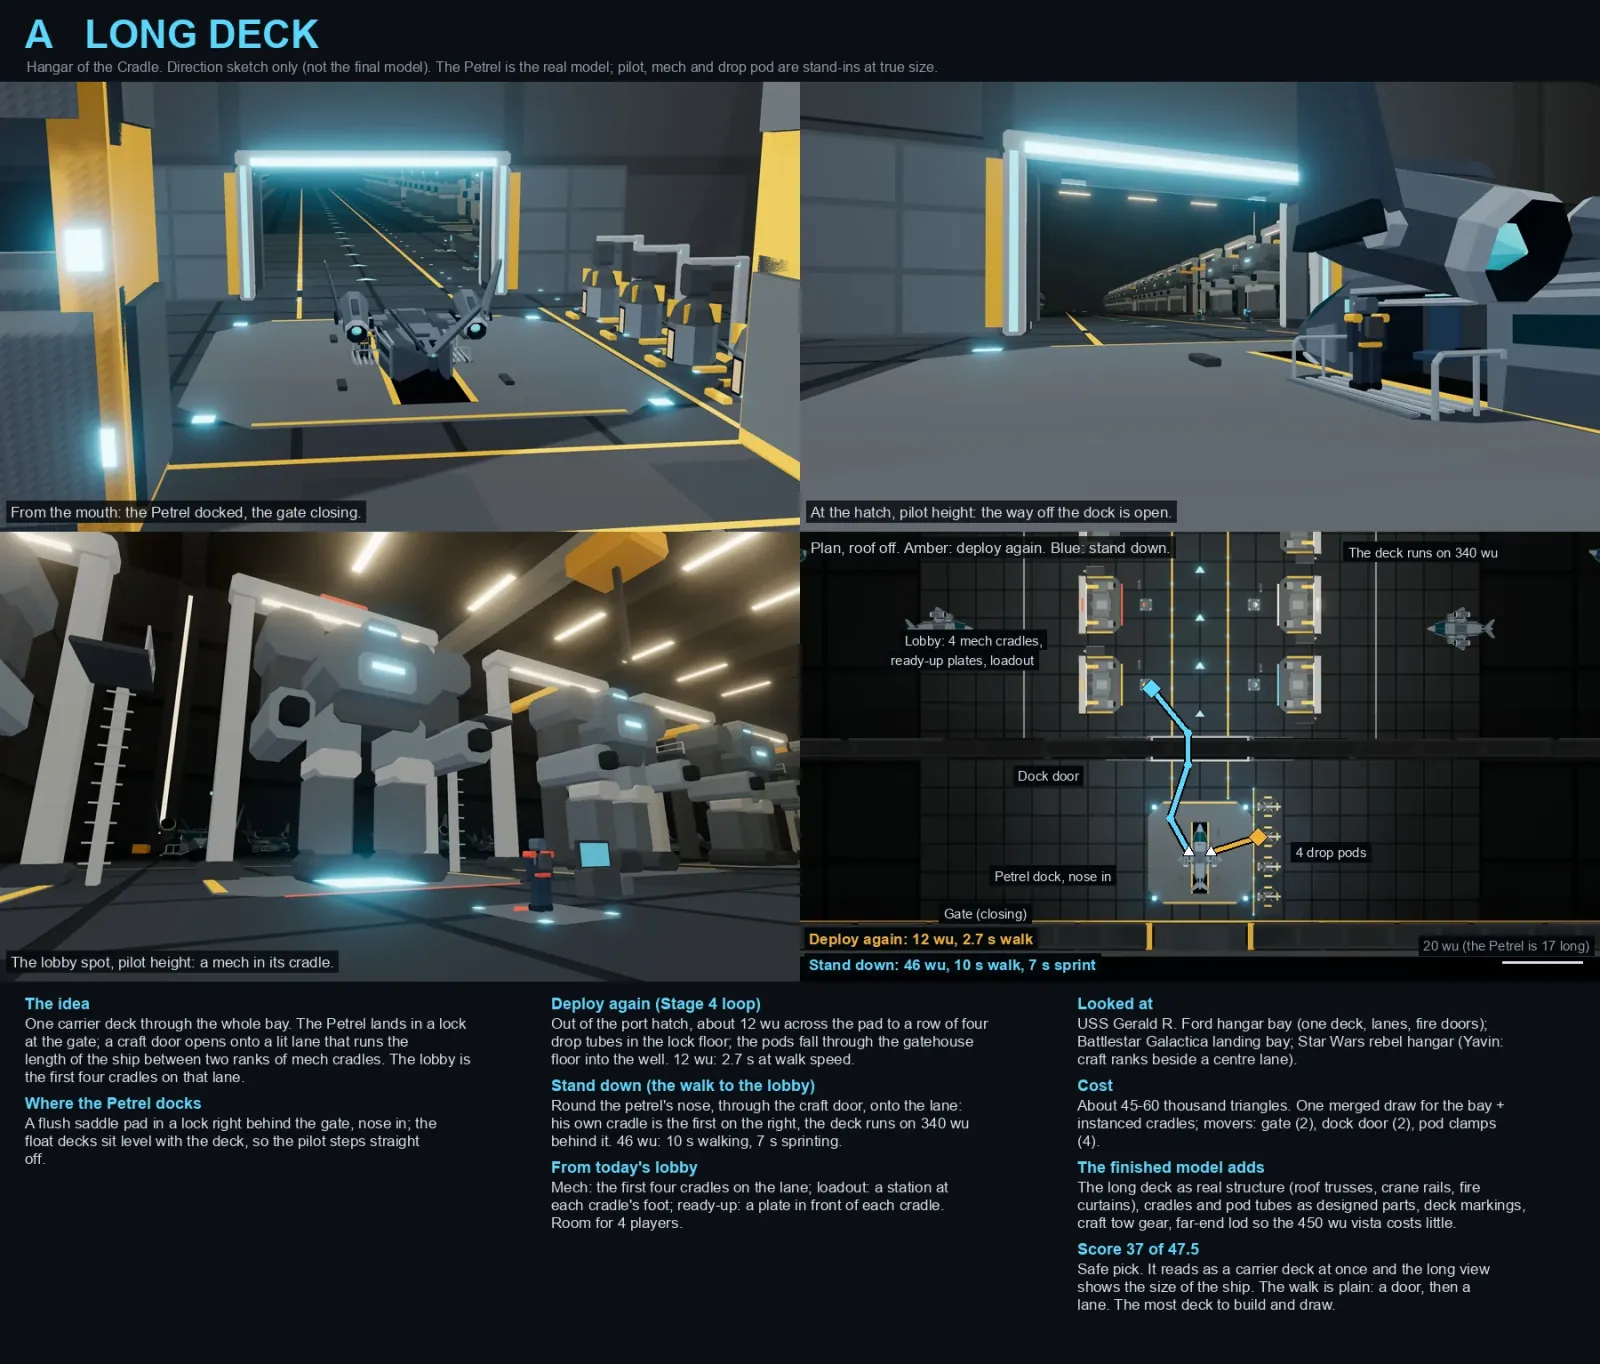 A LONG DECK
Hangar of the Cradle. Direction sketch only (not the final model). The Petrel is the real model; pilot, mech and drop pod are stand-ins at true size.
From the mouth: the Petrel docked, the gate closing.
At the hatch, pilot height: the way off the dock is open.
The lobby spot, pilot height: a mech in its cradle.
Plan, roof off. Amber: deploy again. Blue: stand down.
The deck runs on 340 wu
Lobby: 4 mech cradles,
ready-up plates, loadout
Dock door
4 drop pods
Petrel dock, nose in
Gate (closing)
Deploy again: 12 wu, 2.7 s walk
20 wu (the Petrel is 17 long)
Stand down: 46 wu, 10 s walk, 7 s sprint
The idea
One carrier deck through the whole bay. The Petrel lands in a lock
at the gate; a craft door opens onto a lit lane that runs the
length of the ship between two ranks of mech cradles. The lobby is
the first four cradles on that lane.
Where the Petrel docks
A flush saddle pad in a lock right behind the gate, nose in; the
float decks sit level with the deck, so the pilot steps straight
off.
Deploy again (Stage 4 loop)
Out of the port hatch, about 12 wu across the pad to a row of four
drop tubes in the lock floor; the pods fall through the gatehouse
floor into the well. 12 wu: 2.7 s at walk speed.
Stand down (the walk to the lobby)
Round the petrel's nose, through the craft door, onto the lane:
his own cradle is the first on the right, the deck runs on 340 wu
behind it. 46 wu: 10 s walking, 7 s sprinting.
From today's lobby
Mech: the first four cradles on the lane; loadout: a station at
each cradle's foot; ready-up: a plate in front of each cradle.
Room for 4 players.
Looked at
USS Gerald R. Ford hangar bay (one deck, lanes, fire doors);
Battlestar Galactica landing bay; Star Wars rebel hangar (Yavin:
craft ranks beside a centre lane).
Cost
About 45-60 thousand triangles. One merged draw for the bay +
instanced cradles; movers: gate (2), dock door (2), pod clamps
(4).
The finished model adds
The long deck as real structure (roof trusses, crane rails, fire
curtains), cradles and pod tubes as designed parts, deck markings,
craft tow gear, far-end lod so the 450 wu vista costs little.
Score 37 of 47.5
Safe pick. It reads as a carrier deck at once and the long view
shows the size of the ship. The walk is plain: a door, then a
lane. The most deck to build and draw.